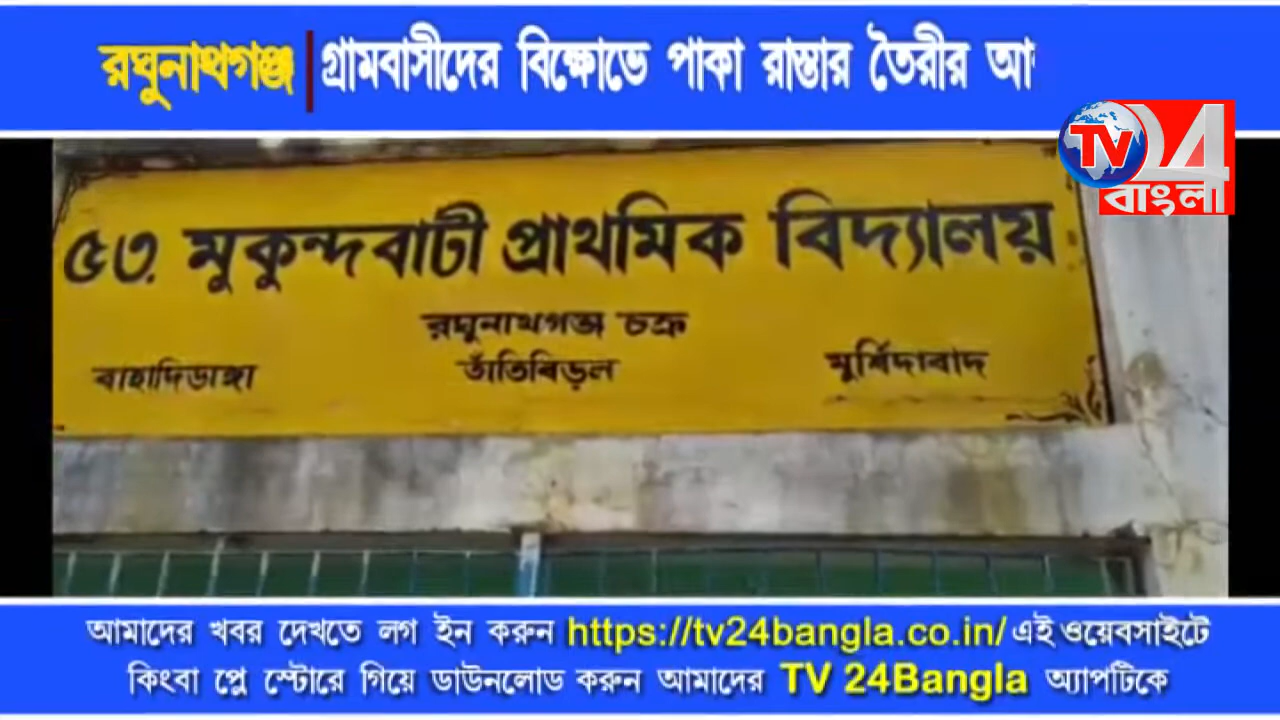 রঘুনাথগঞ্জ গ্রামবাসীদের বিক্ষোভে পাকা রাস্তার তৈরীর
TV 24
বাংলা
৫৩. মুকুন্দবাটী প্রাথমিক বিদ্যালয়
রঘুনাথগঞ্জ চক্র
বাহাদিডাঙ্গা তাঁতিবিড়ল মুর্শিদাবাদ
আমাদের খবর দেখতে লগ ইন করুন https://tv24bangla.co.in/ এই ওয়েবসাইটে
কিংবা প্লে স্টোরে গিয়ে ডাউনলোড করুন আমাদের TV 24Bangla অ্যাপটিকে